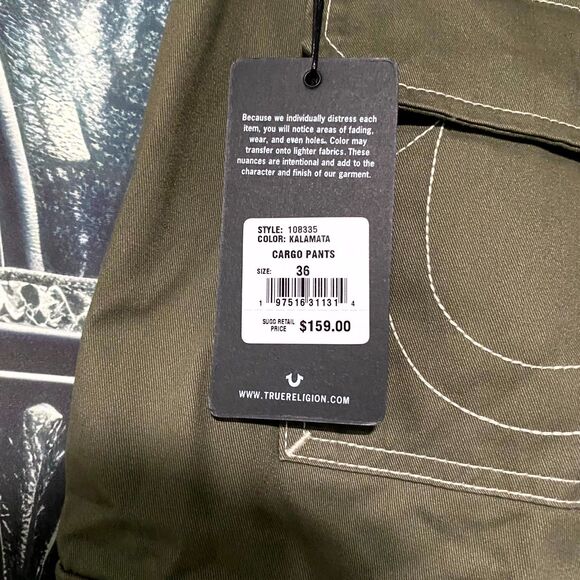 Because we individually distress each
item, you will notice areas of fading,
wear, and even holes. Color may
transfer onto lighter fabrics. These
nuances are intentional and add to the
character and finish of our garment.
STYLE: 108335
COLOR: KALAMATA
CARGO PANTS
SIZE: 36
1 97516 31131 4
SUGG RETAIL
PRICE $159.00
WWW.TRUERELIGION.COM